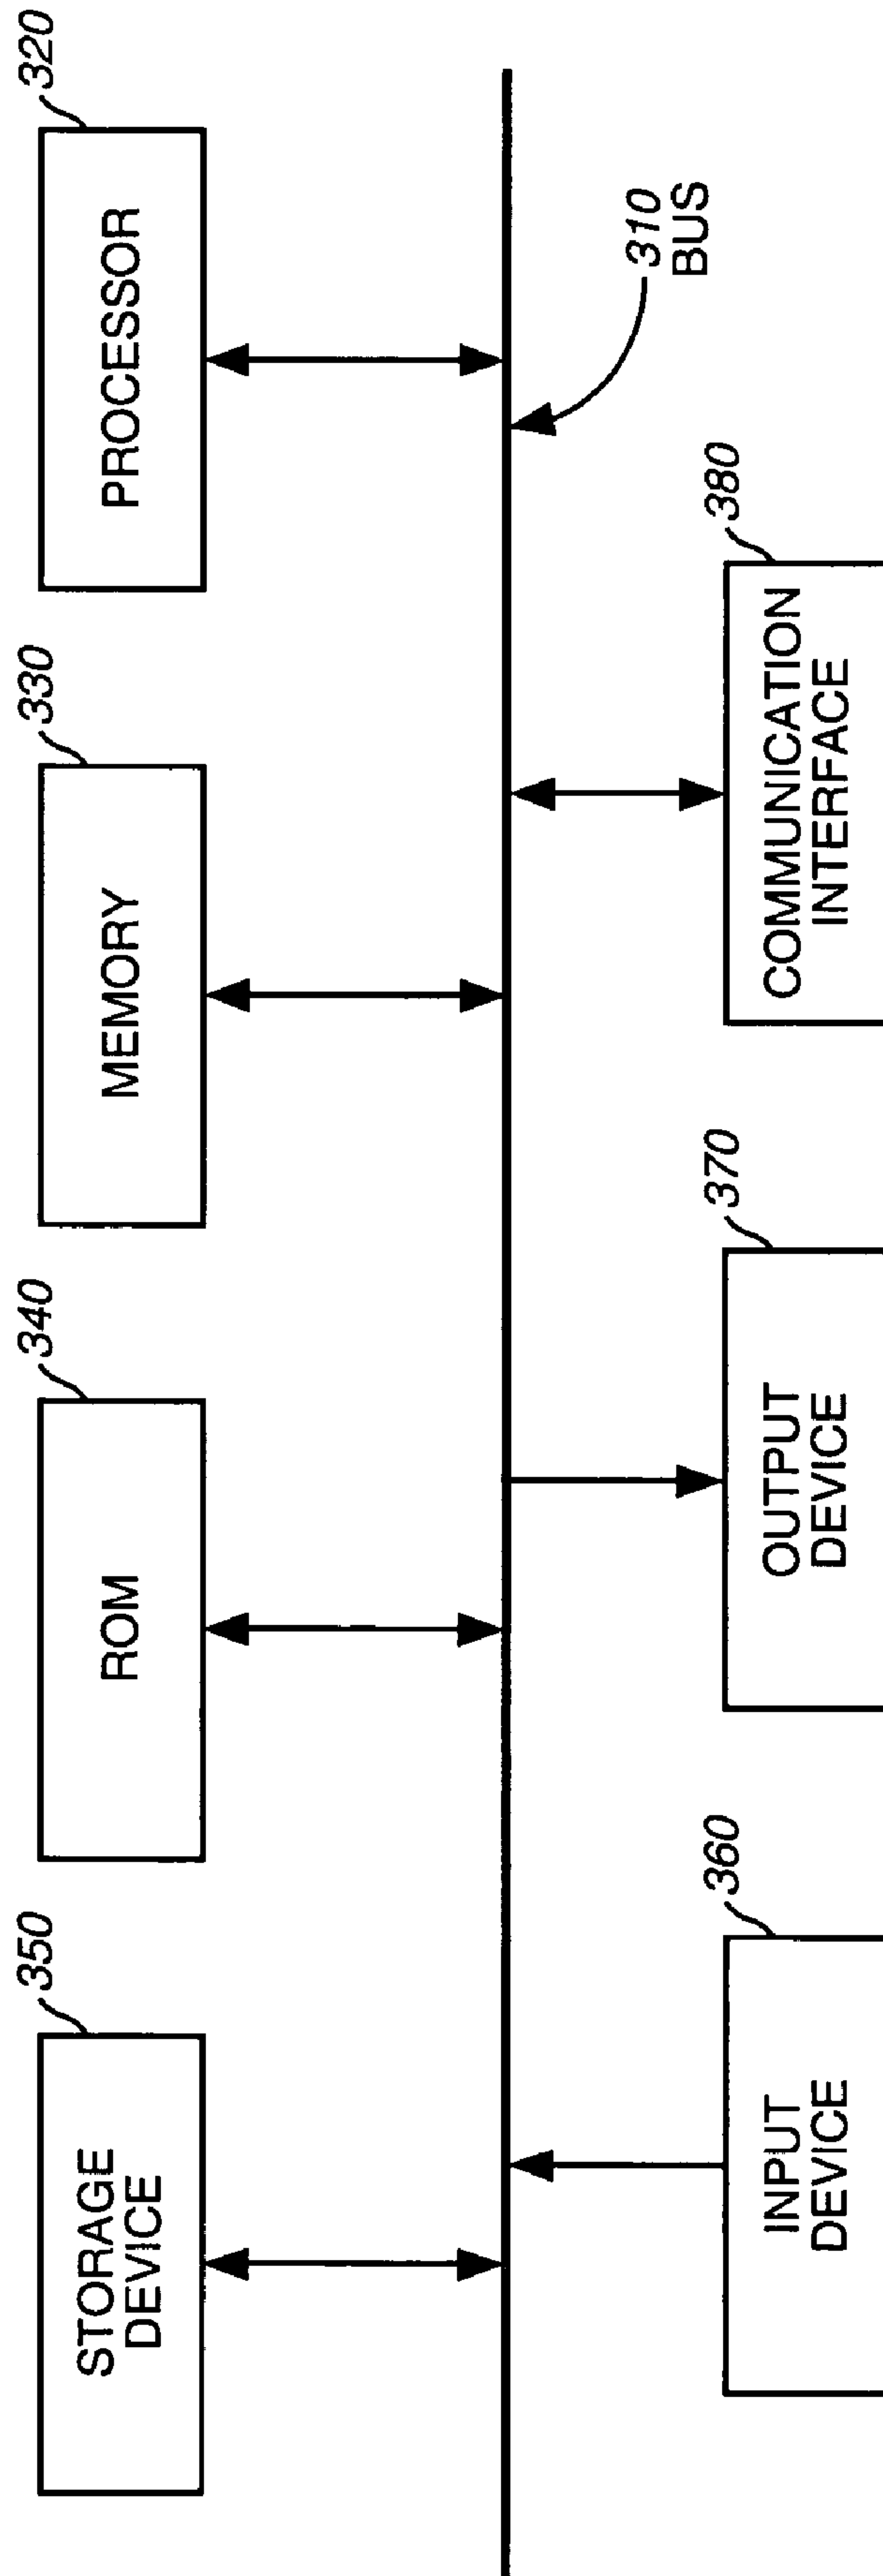 350
STORAGE
DEVICE
340
ROM
330
MEMORY
320
PROCESSOR
310
BUS
360
INPUT
DEVICE
370
OUTPUT
DEVICE
380
COMMUNICATION
INTERFACE